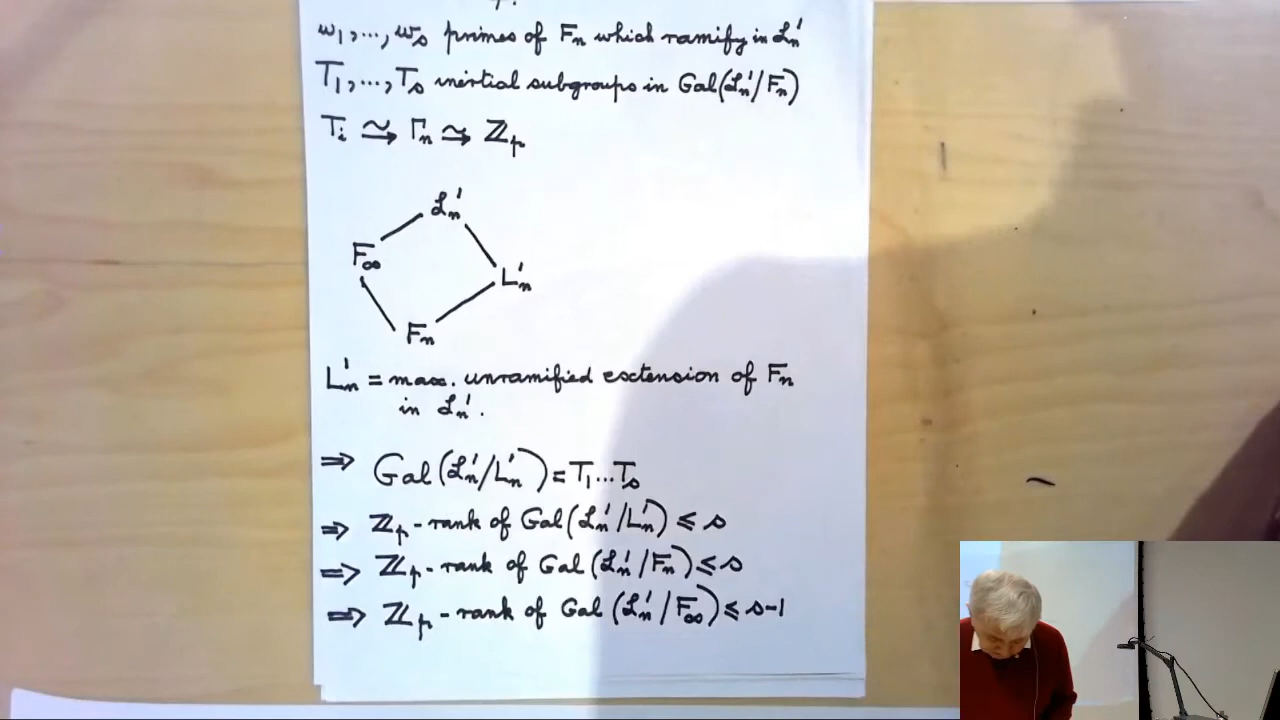 w₁,…,wₛ primes of Fₙ which ramify in ℒₙ'
T₁,…,Tₛ inertial subgroups in Gal(ℒₙ'/Fₙ)
Tᵢ ⥲ Γₙ ⥲ ℤₚ
ℒₙ'
F∞
Lₙ'
Fₙ
Lₙ' = max. unramified extension of Fₙ
in ℒₙ'.
⇒ Gal(ℒₙ'/Lₙ') = T₁…Tₛ
⇒ ℤₚ-rank of Gal(ℒₙ'/Lₙ') ≤ s
⇒ ℤₚ-rank of Gal(ℒₙ'/Fₙ) ≤ s
⇒ ℤₚ-rank of Gal(ℒₙ'/F∞) ≤ s-1